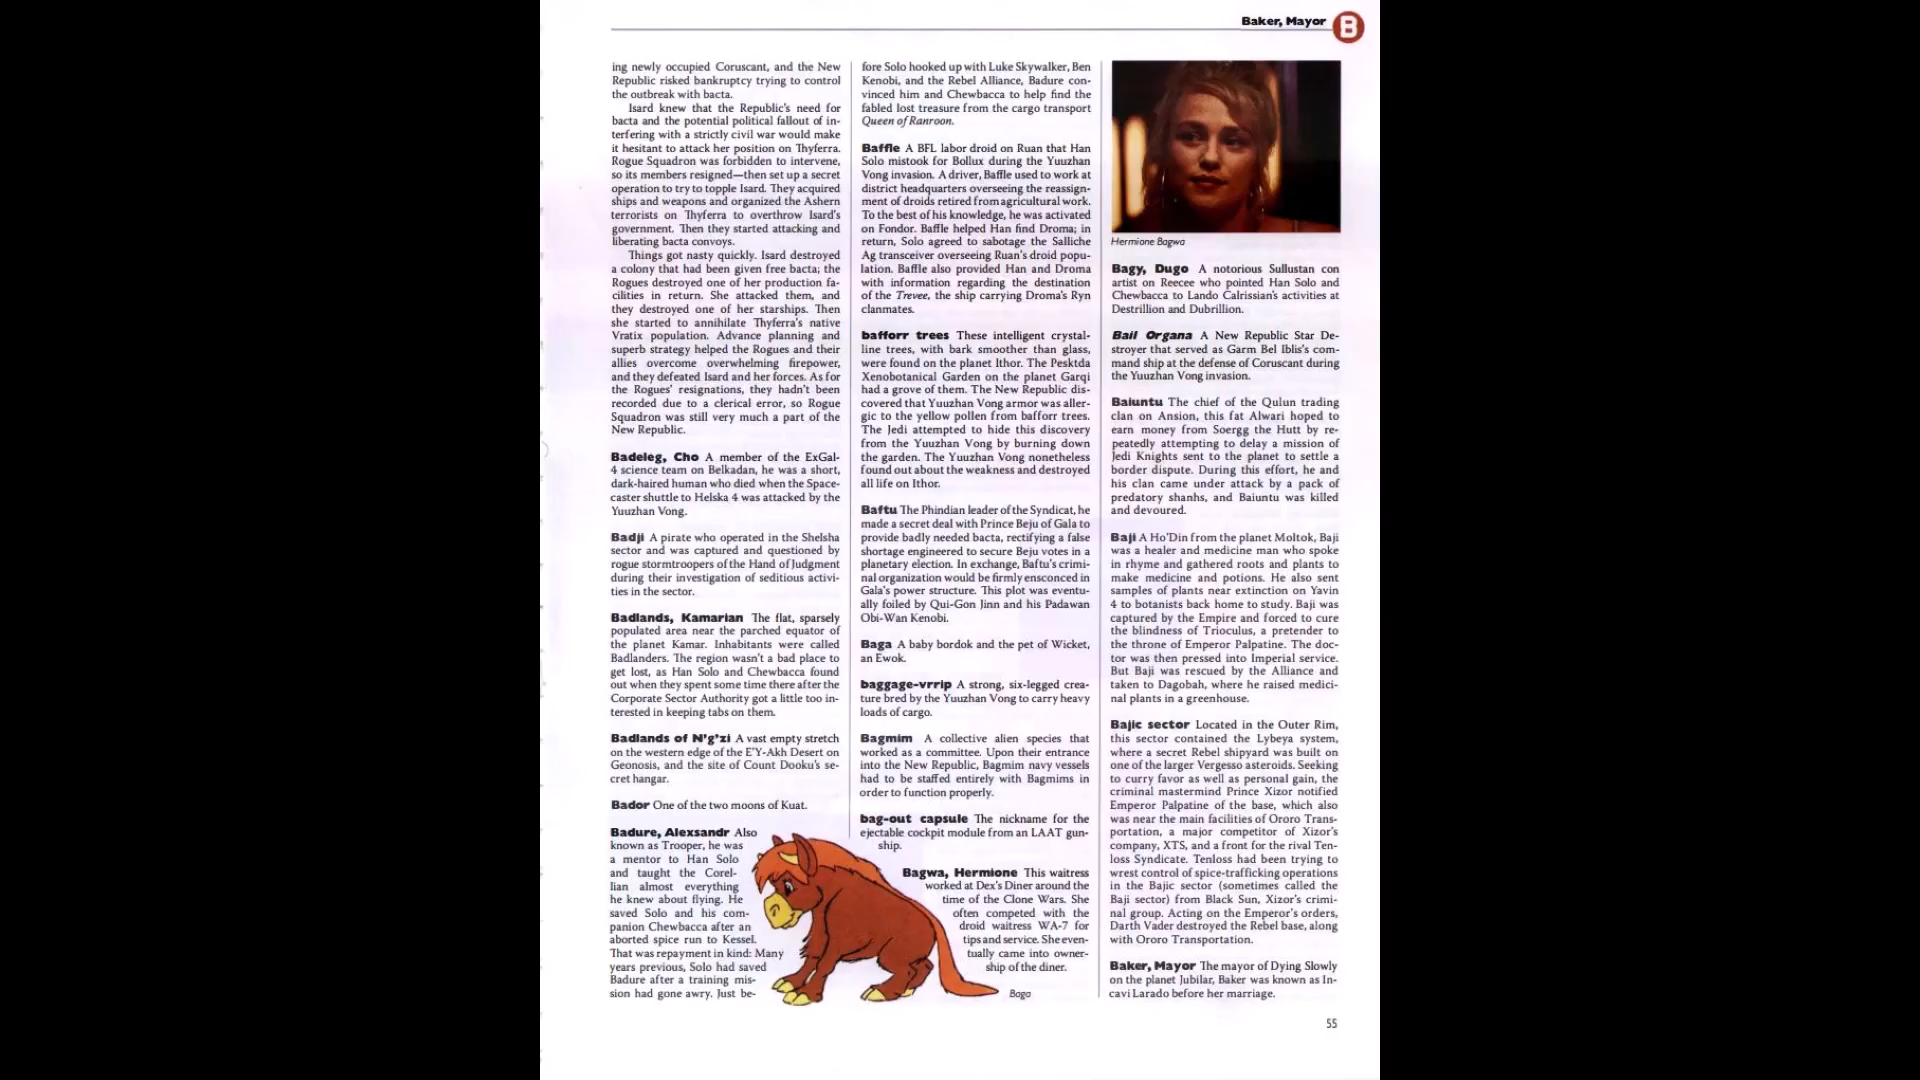 Baker, Mayor B
ing newly occupied Coruscant, and the New
Republic risked bankruptcy trying to control
the outbreak with bacta.
Isard knew that the Republic's need for
bacta and the potential political fallout of in-
terfering with a strictly civil war would make
it hesitant to attack her position on Thyferra.
Rogue Squadron was forbidden to intervene,
so its members resigned—then set up a secret
operation to try to topple Isard. They acquired
ships and weapons and organized the Ashern
terrorists on Thyferra to overthrow Isard's
government. Then they started attacking and
liberating bacta convoys.
Things got nasty quickly. Isard destroyed
a colony that had been given free bacta; the
Rogues destroyed one of her production fa-
cilities in return. She attacked them, and
they destroyed one of her starships. Then
she started to annihilate Thyferra's native
Vratix population. Advance planning and
superb strategy helped the Rogues and their
allies overcome overwhelming firepower,
and they defeated Isard and her forces. As for
the Rogues' resignations, they hadn't been
recorded due to a clerical error, so Rogue
Squadron was still very much a part of the
New Republic.
Badeleg, Cho A member of the ExGal-
4 science team on Belkadan, he was a short,
dark-haired human who died when the Space-
caster shuttle to Helska 4 was attacked by the
Yuuzhan Vong.
Badji A pirate who operated in the Shelsha
sector and was captured and questioned by
rogue stormtroopers of the Hand of Judgment
during their investigation of seditious activi-
ties in the sector.
Badlands, Kamarian The flat, sparsely
populated area near the parched equator of
the planet Kamar. Inhabitants were called
Badlanders. The region wasn't a bad place to
get lost, as Han Solo and Chewbacca found
out when they spent some time there after the
Corporate Sector Authority got a little too in-
terested in keeping tabs on them.
Badlands of N'g'zi A vast empty stretch
on the western edge of the E'Y-Akh Desert on
Geonosis, and the site of Count Dooku's se-
cret hangar.
Bador One of the two moons of Kuat.
Badure, Alexsandr Also
known as Trooper, he was
a mentor to Han Solo
and taught the Corel-
lian almost everything
he knew about flying. He
saved Solo and his com-
panion Chewbacca after an
aborted spice run to Kessel.
That was repayment in kind: Many
years previous, Solo had saved
Badure after a training mis-
sion had gone awry. Just be-
fore Solo hooked up with Luke Skywalker, Ben
Kenobi, and the Rebel Alliance, Badure con-
vinced him and Chewbacca to help find the
fabled lost treasure from the cargo transport
Queen of Ranroon.
Baffle A BFL labor droid on Ruan that Han
Solo mistook for Bollux during the Yuuzhan
Vong invasion. A driver, Baffle used to work at
district headquarters overseeing the reassign-
ment of droids retired from agricultural work.
To the best of his knowledge, he was activated
on Fondor. Baffle helped Han find Droma; in
return, Solo agreed to sabotage the Salliche
Ag transceiver overseeing Ruan's droid popu-
lation. Baffle also provided Han and Droma
with information regarding the destination
of the Trevee, the ship carrying Droma's Ryn
clanmates.
bafforr trees These intelligent crystal-
line trees, with bark smoother than glass,
were found on the planet Ithor. The Pesktda
Xenobotanical Garden on the planet Garqi
had a grove of them. The New Republic dis-
covered that Yuuzhan Vong armor was aller-
gic to the yellow pollen from bafforr trees.
The Jedi attempted to hide this discovery
from the Yuuzhan Vong by burning down
the garden. The Yuuzhan Vong nonetheless
found out about the weakness and destroyed
all life on Ithor.
Baftu The Phindian leader of the Syndicat, he
made a secret deal with Prince Beju of Gala to
provide badly needed bacta, rectifying a false
shortage engineered to secure Beju votes in a
planetary election. In exchange, Baftu's crimi-
nal organization would be firmly ensconced in
Gala's power structure. This plot was eventu-
ally foiled by Qui-Gon Jinn and his Padawan
Obi-Wan Kenobi.
Baga A baby bordok and the pet of Wicket,
an Ewok.
baggage-vrrip A strong, six-legged crea-
ture bred by the Yuuzhan Vong to carry heavy
loads of cargo.
Bagmim A collective alien species that
worked as a committee. Upon their entrance
into the New Republic, Bagmim navy vessels
had to be staffed entirely with Bagmims in
order to function properly.
bag-out capsule The nickname for the
ejectable cockpit module from an LAAT gun-
ship.
Bagwa, Hermione This waitress
worked at Dex's Diner around the
time of the Clone Wars. She
often competed with the
droid waitress WA-7 for
tips and service. She even-
tually came into owner-
ship of the diner.
Baga
Hermione Bagwa
Bagy, Dugo A notorious Sullustan con
artist on Reecee who pointed Han Solo and
Chewbacca to Lando Calrissian's activities at
Destrillion and Dubrillion.
Bail Organa A New Republic Star De-
stroyer that served as Garm Bel Iblis's com-
mand ship at the defense of Coruscant during
the Yuuzhan Vong invasion.
Baiuntu The chief of the Qulun trading
clan on Ansion, this fat Alwari hoped to
earn money from Soergg the Hutt by re-
peatedly attempting to delay a mission of
Jedi Knights sent to the planet to settle a
border dispute. During this effort, he and
his clan came under attack by a pack of
predatory shanhs, and Baiuntu was killed
and devoured.
Baji A Ho'Din from the planet Moltok, Baji
was a healer and medicine man who spoke
in rhyme and gathered roots and plants to
make medicine and potions. He also sent
samples of plants near extinction on Yavin
4 to botanists back home to study. Baji was
captured by the Empire and forced to cure
the blindness of Trioculus, a pretender to
the throne of Emperor Palpatine. The doc-
tor was then pressed into Imperial service.
But Baji was rescued by the Alliance and
taken to Dagobah, where he raised medici-
nal plants in a greenhouse.
Bajic sector Located in the Outer Rim,
this sector contained the Lybeya system,
where a secret Rebel shipyard was built on
one of the larger Vergesso asteroids. Seeking
to curry favor as well as personal gain, the
criminal mastermind Prince Xizor notified
Emperor Palpatine of the base, which also
was near the main facilities of Ororo Trans-
portation, a major competitor of Xizor's
company, XTS, and a front for the rival Ten-
loss Syndicate. Tenloss had been trying to
wrest control of spice-trafficking operations
in the Bajic sector (sometimes called the
Baji sector) from Black Sun, Xizor's crimi-
nal group. Acting on the Emperor's orders,
Darth Vader destroyed the Rebel base, along
with Ororo Transportation.
Baker, Mayor The mayor of Dying Slowly
on the planet Jubilar, Baker was known as In-
cavi Larado before her marriage.
55